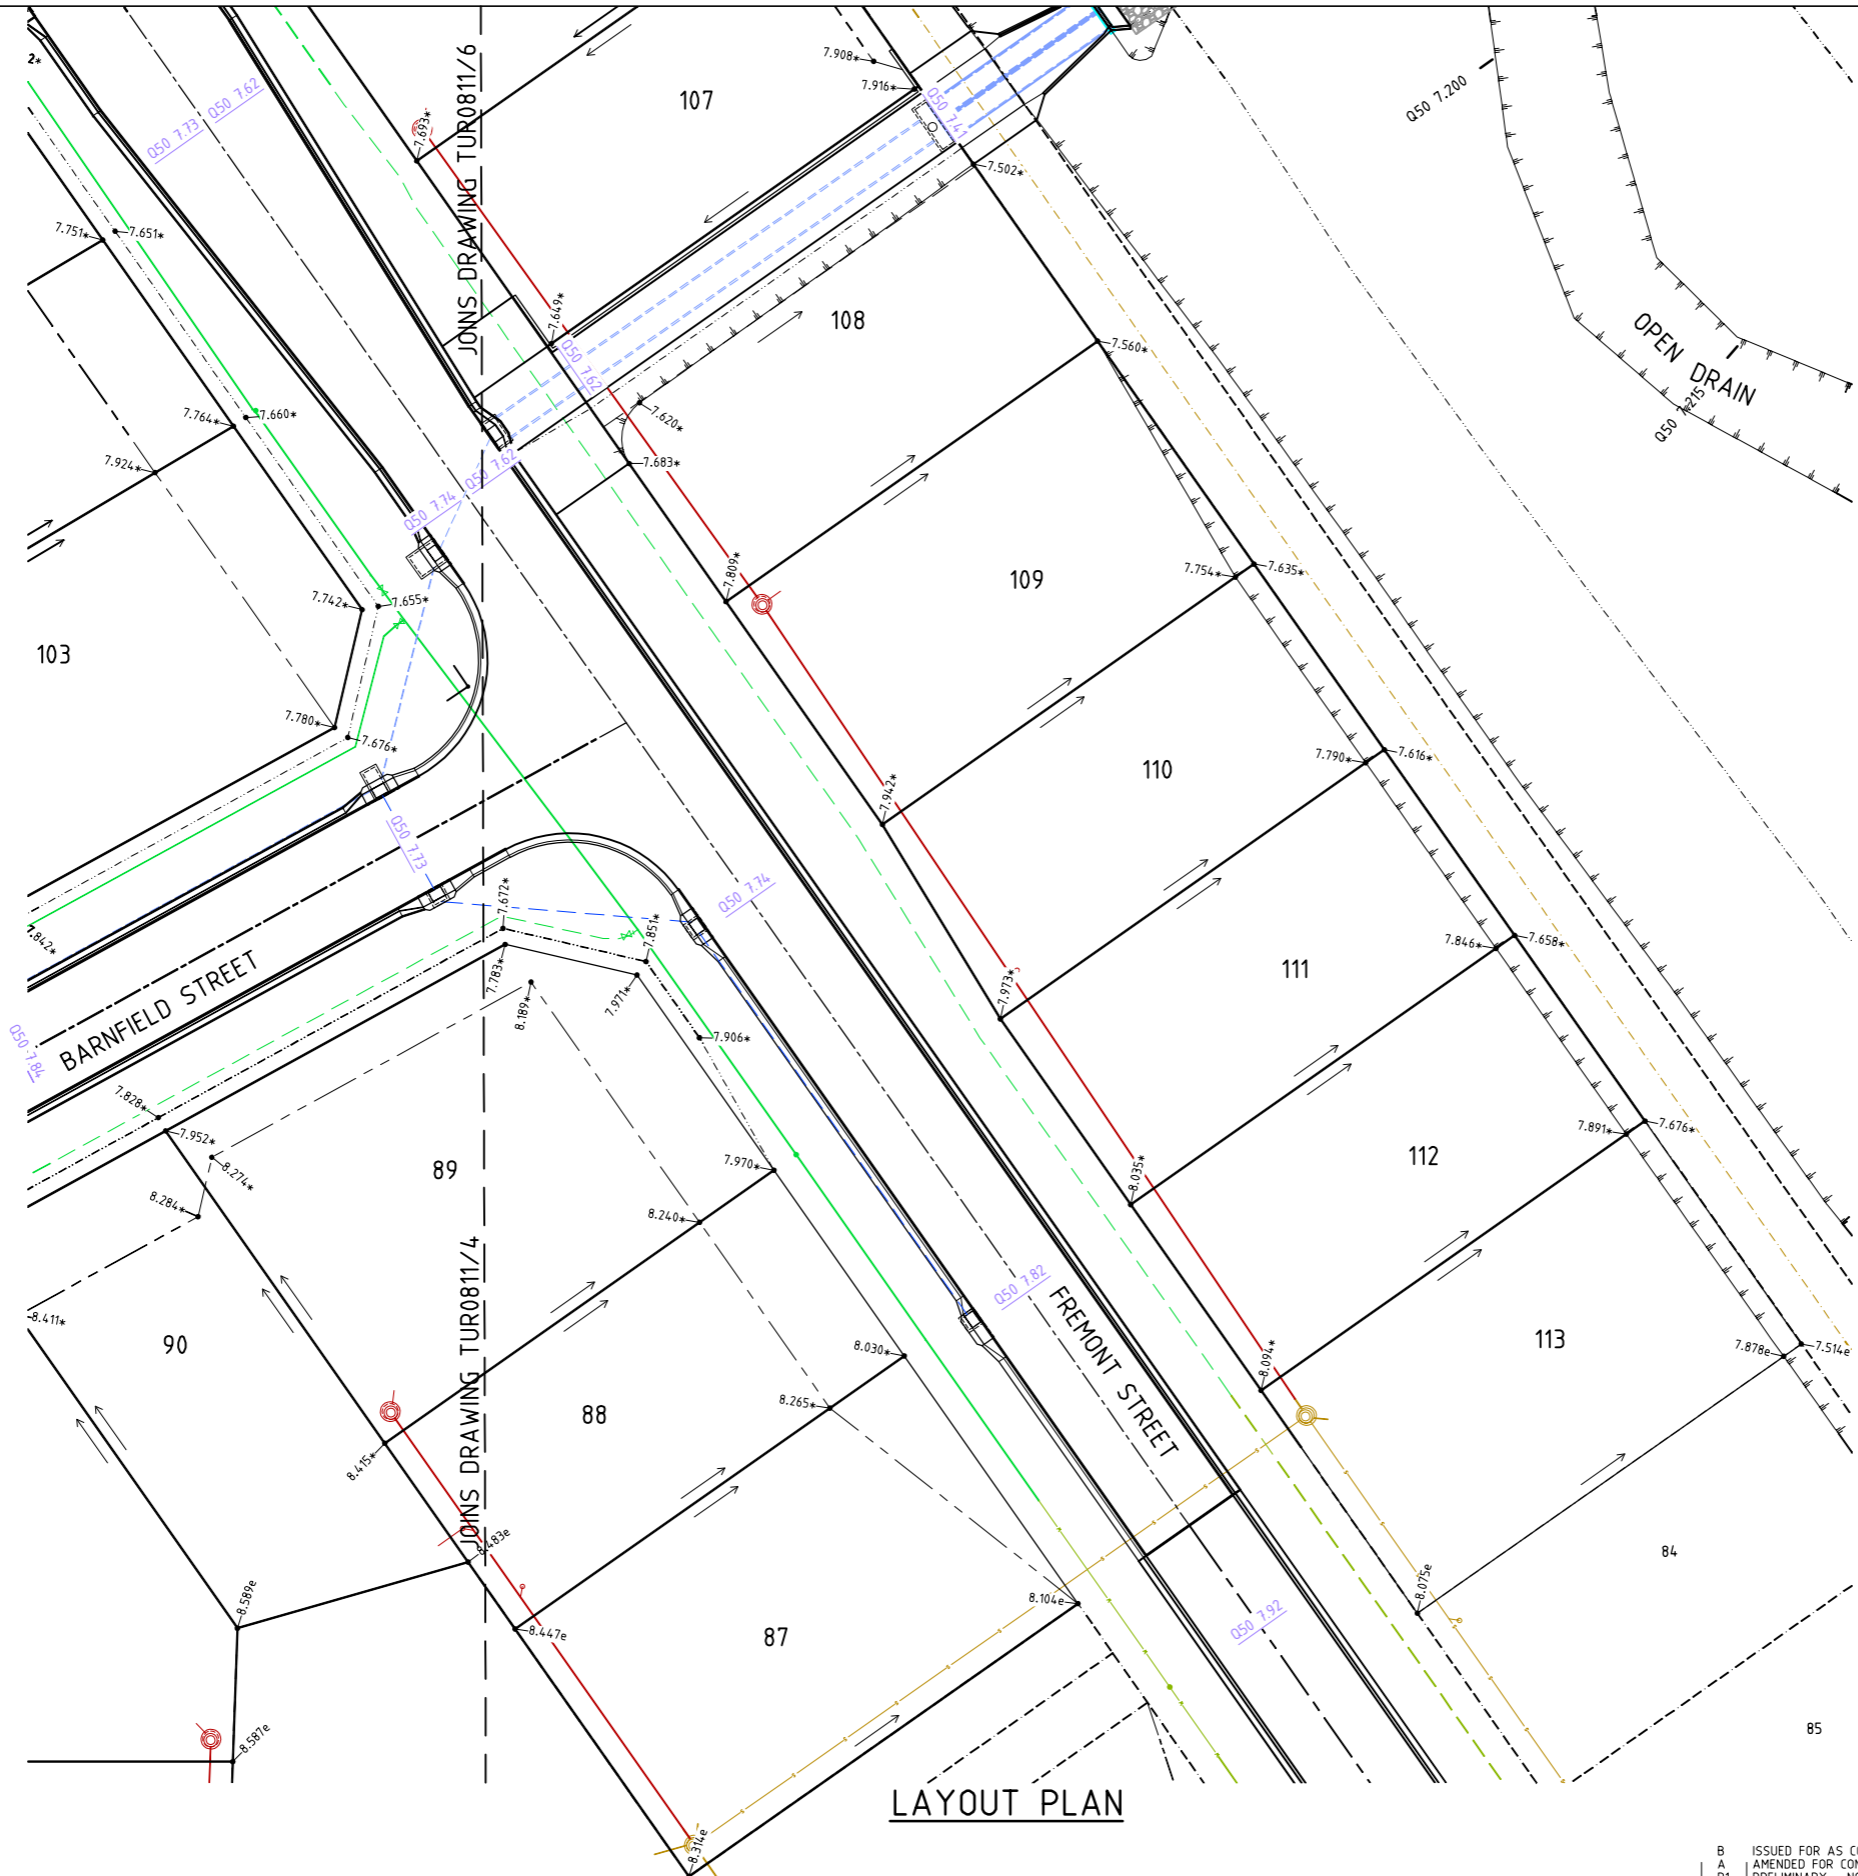 2*
107
7.908*
7.916*
Q50 7.41
Q50 7.62
Q50 7.73
7.693*
JOINS DRAWING TUR0811/6
Q50 7.200
7.502*
7.751*
7.651*
7.649*
Q50 7.62
108
7.560*
OPEN DRAIN
Q50 7.215
7.764*
7.660*
7.620*
7.924*
7.683*
Q50 7.62
Q50 7.74
7.809*
109
7.754*
7.635*
7.742*
7.655*
103
7.780*
7.676*
7.942*
110
7.790*
7.616*
Q50 7.73
7.842*
7.672*
7.851*
Q50 7.74
7.973*
111
7.846*
7.658*
BARNFIELD STREET
Q50 7.84
7.783*
8.189*
7.971*
7.906*
7.828*
7.952*
8.274*
89
7.970*
8.035*
112
7.891*
7.676*
8.284*
8.240*
JOINS DRAWING TUR0811/4
Q50 7.82
FREMONT STREET
8.411*
90
8.030*
8.094*
113
7.878e
7.514e
8.265*
88
8.415*
8.483e
84
8.589e
8.447e
8.104e
8.075e
87
Q50 7.92
8.587e
85
8.314e
LAYOUT PLAN
B ISSUED FOR AS CO
A AMENDED FOR CON